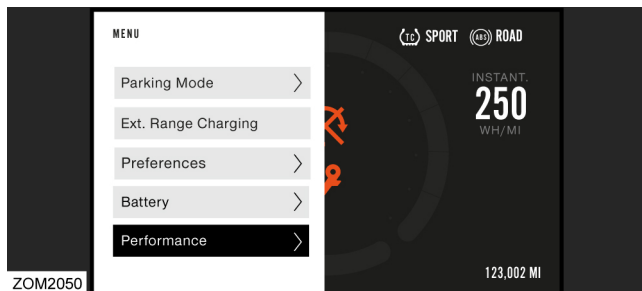 MENU
Parking Mode
Ext. Range Charging
Preferences
Battery
Performance
TC SPORT ABS ROAD
INSTANT.
250
WH/MI
123,002 MI
ZOM2050